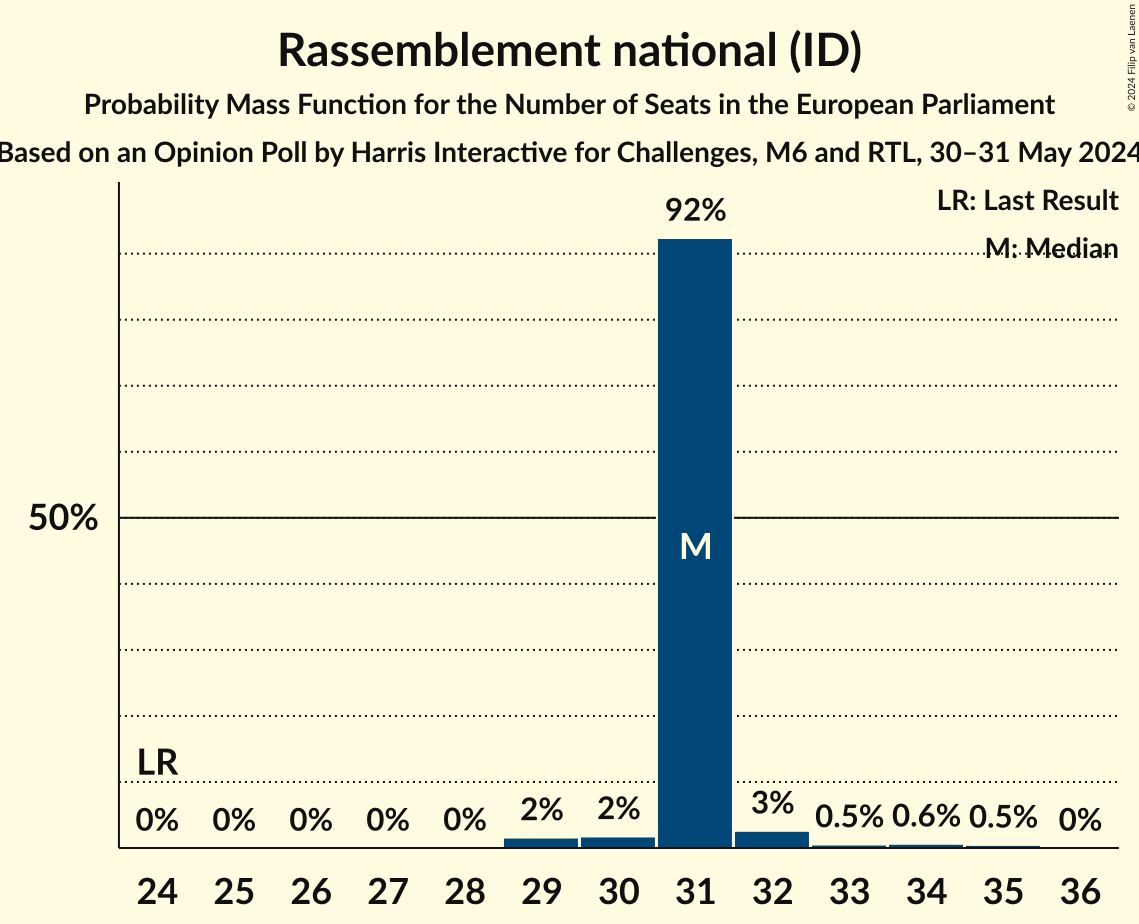 Rassemblement national (ID)
Probability Mass Function for the Number of Seats in the European Parliament
Based on an Opinion Poll by Harris Interactive for Challenges, M6 and RTL, 30–31 May 2024
© 2024 Filip van Laenen
LR: Last Result
M: Median
92%
50%
M
LR
0% 0% 0% 0% 0% 2% 2% 3% 0.5% 0.6% 0.5% 0%
24 25 26 27 28 29 30 31 32 33 34 35 36